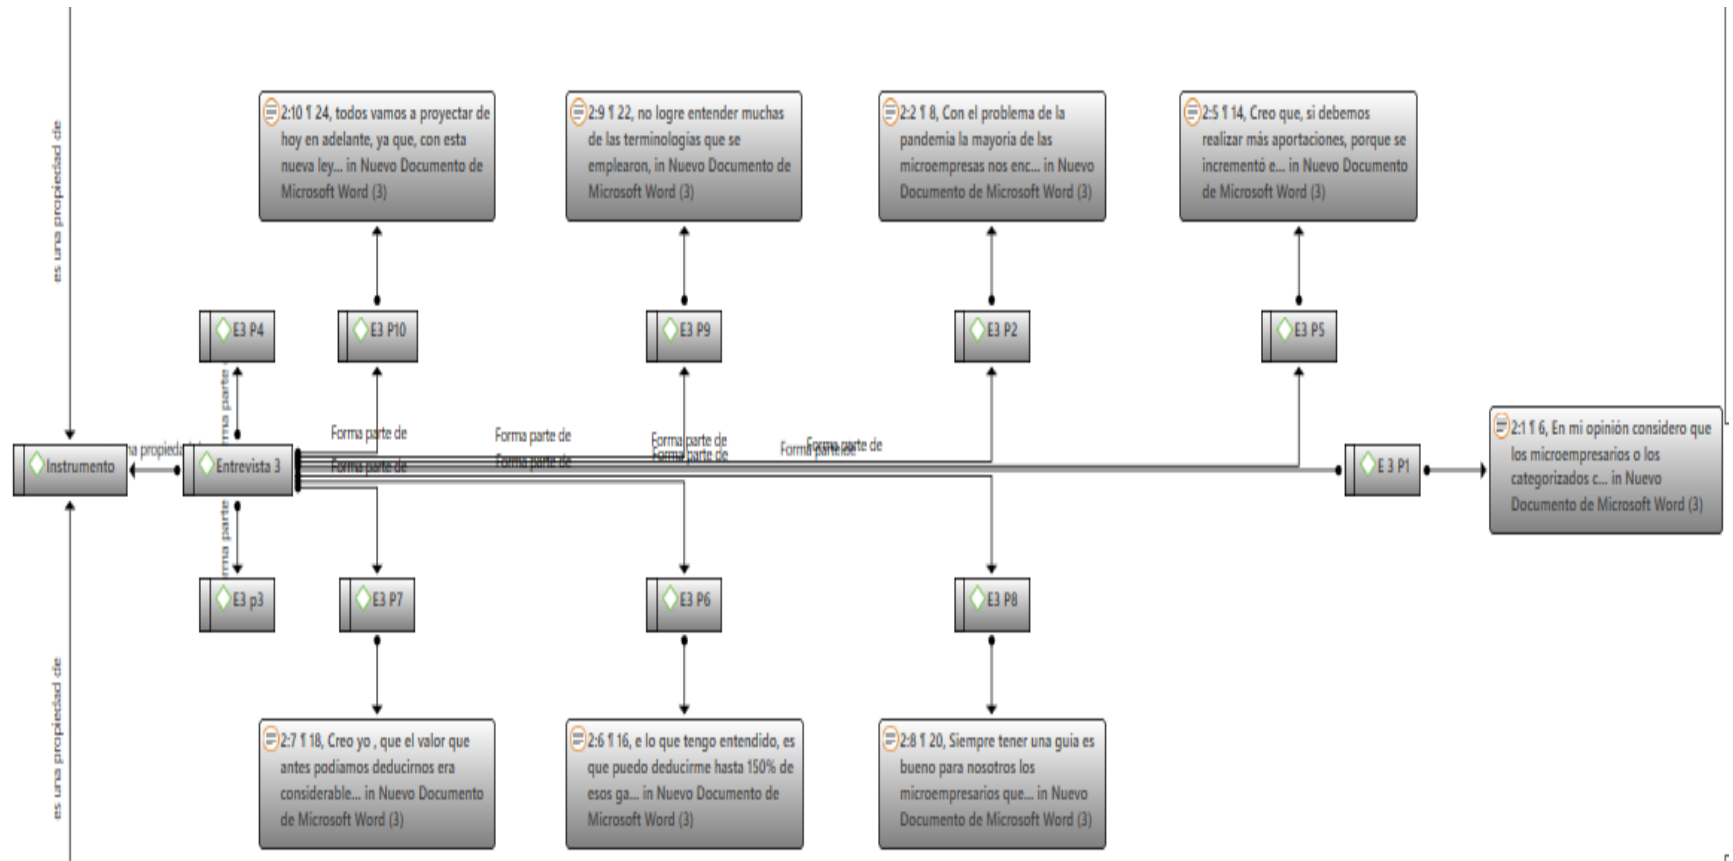 es una propiedad de
2:10 ¶ 24, todos vamos a proyectar de
hoy en adelante, ya que, con esta
nueva ley... in Nuevo Documento de
Microsoft Word (3)
2:9 ¶ 22, no logre entender muchas
de las terminologías que se
emplearon, in Nuevo Documento de
Microsoft Word (3)
2:2 ¶ 8, Con el problema de la
pandemia la mayoria de las
microempresas nos enc... in Nuevo
Documento de Microsoft Word (3)
2:5 ¶ 14, Creo que, si debemos
realizar más aportaciones, porque se
incrementó e... in Nuevo Documento
de Microsoft Word (3)
E3 P4
E3 P10
E3 P9
E3 P2
E3 P5
rma parte
Forma parte de
Forma parte de
Forma parte de
Forma parte de
Instrumento
na propieda
Entrevista 3
Forma parte de
Forma parte de
Forma parte de
Forma parte de
E 3 P1
2:1 ¶ 6, En mi opinión considero que
los microempresarios o los
categorizados c... in Nuevo
Documento de Microsoft Word (3)
rma parte
E3 p3
E3 P7
E3 P6
E3 P8
es una propiedad de
2:7 ¶ 18, Creo yo , que el valor que
antes podiamos deducirnos era
considerable... in Nuevo Documento
de Microsoft Word (3)
2:6 ¶ 16, e lo que tengo entendido, es
que puedo deducirme hasta 150% de
esos ga... in Nuevo Documento de
Microsoft Word (3)
2:8 ¶ 20, Siempre tener una guia es
bueno para nosotros los
microempresarios que... in Nuevo
Documento de Microsoft Word (3)